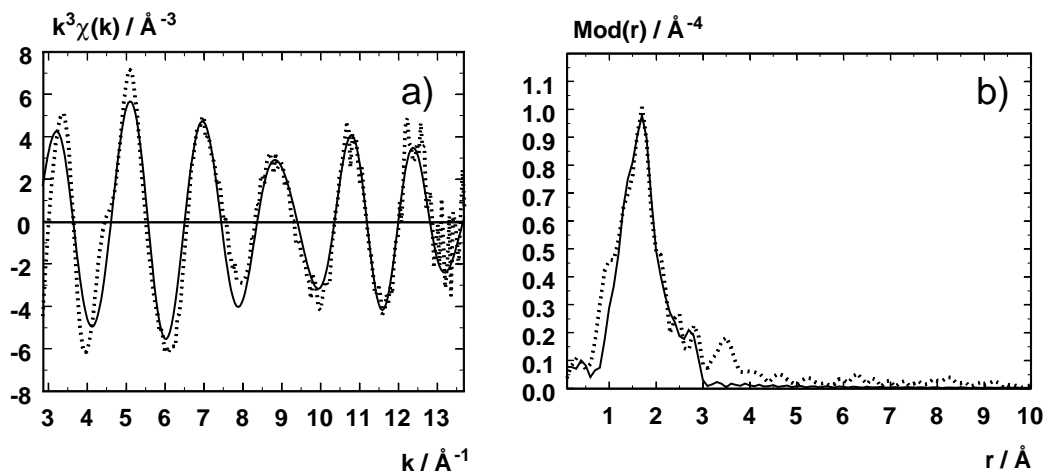 k³χ(k) / Å⁻³
a)
8
6
4
2
0
-2
-4
-6
-8
3 4 5 6 7 8 9 10 11 12 13
k / Å⁻¹
Mod(r) / Å⁻⁴
b)
1.1
1.0
0.9
0.8
0.7
0.6
0.5
0.4
0.3
0.2
0.1
0.0
1 2 3 4 5 6 7 8 9 10
r / Å